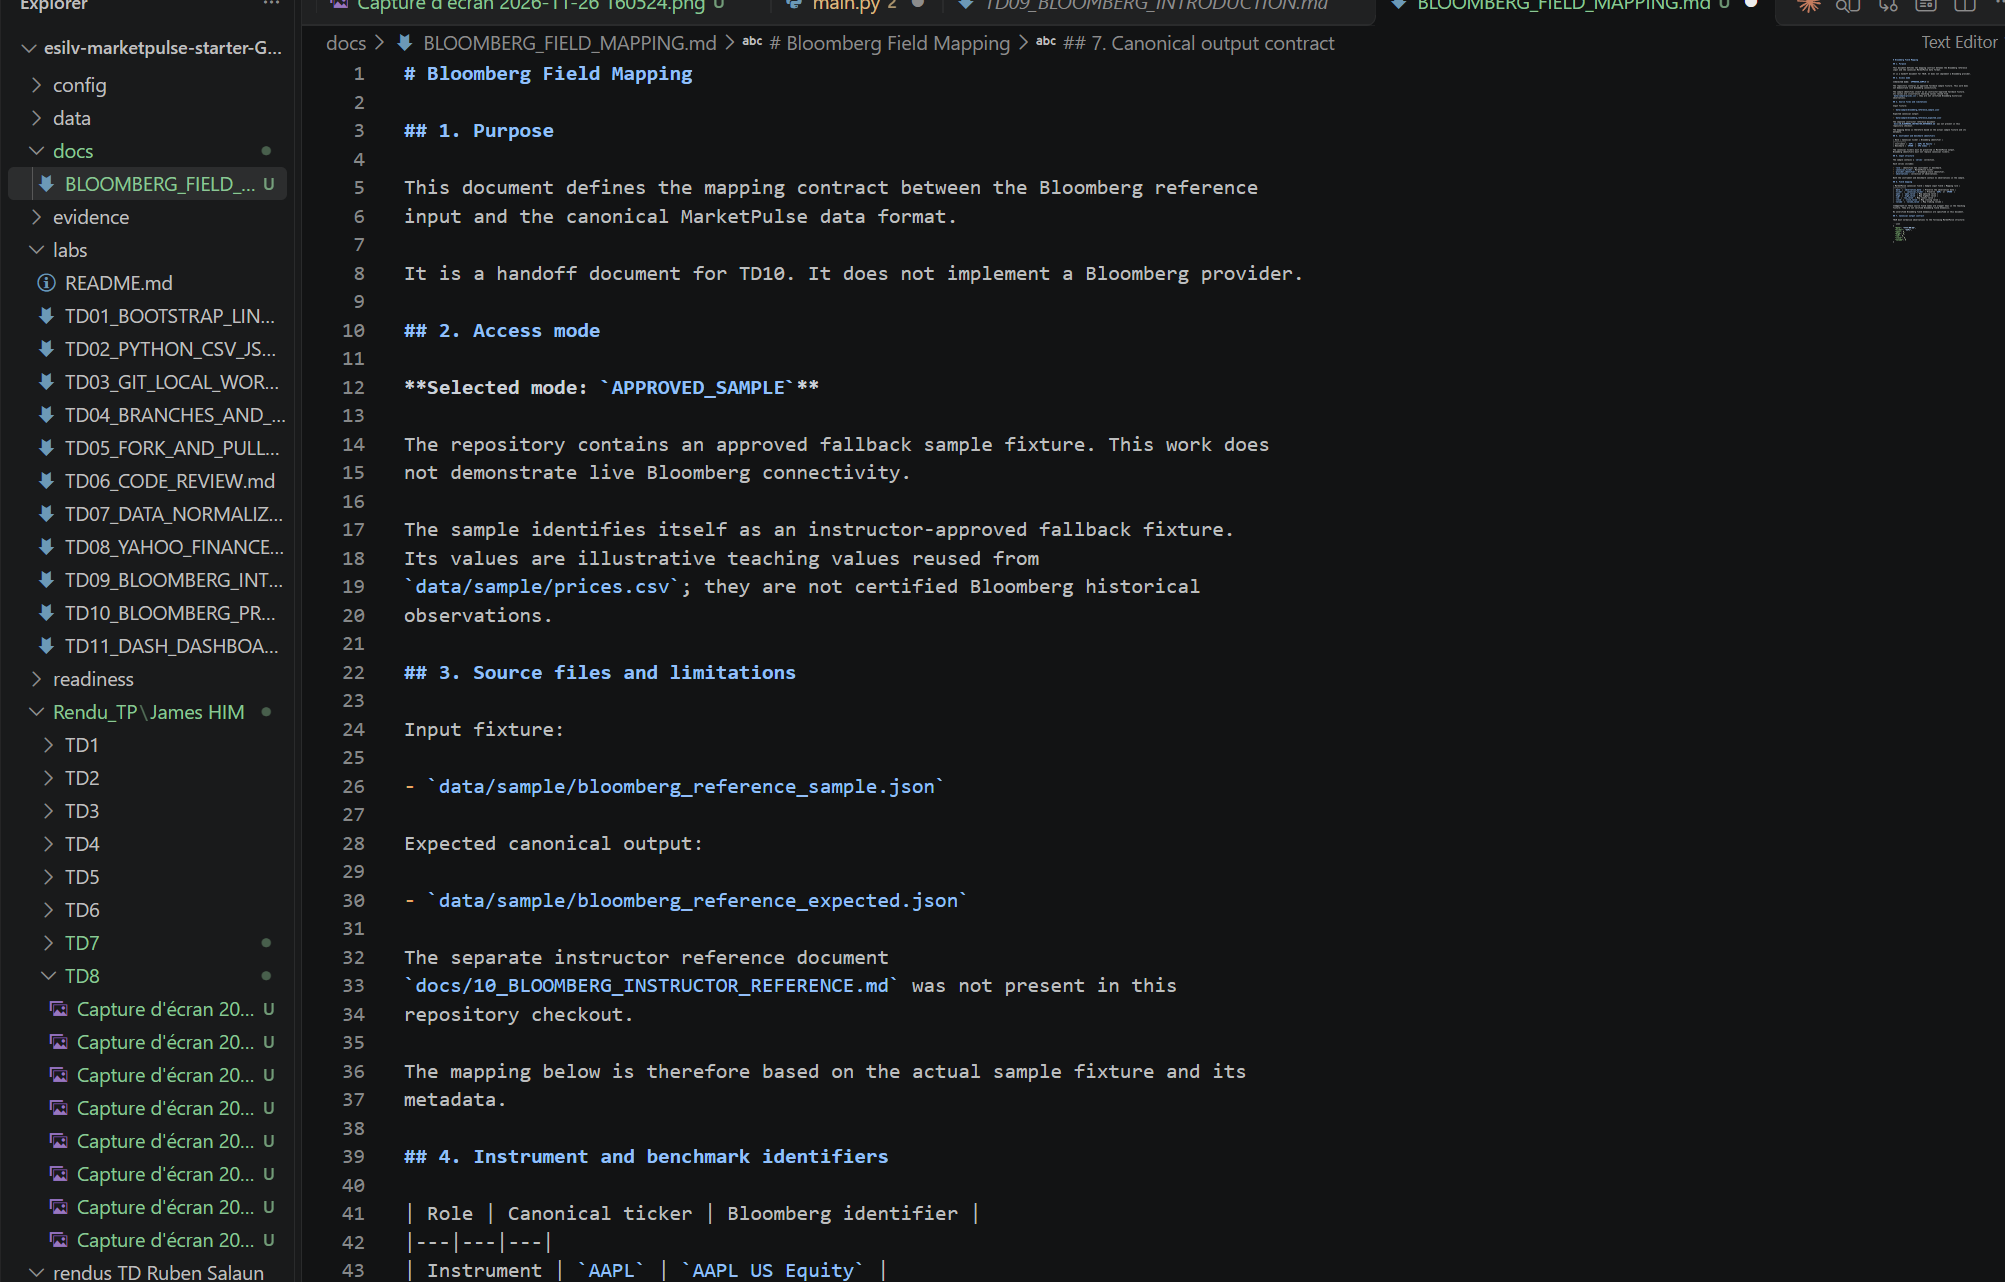 Explorer
···
Capture d'écran 2026-11-26 160524.png U
main.py 2
TD09_BLOOMBERG_INTRODUCTION.md
BLOOMBERG_FIELD_MAPPING.md U
esilv-marketpulse-starter-G...
config
data
docs
BLOOMBERG_FIELD_... U
evidence
labs
README.md
TD01_BOOTSTRAP_LIN...
TD02_PYTHON_CSV_JS...
TD03_GIT_LOCAL_WOR...
TD04_BRANCHES_AND_...
TD05_FORK_AND_PULL...
TD06_CODE_REVIEW.md
TD07_DATA_NORMALIZ...
TD08_YAHOO_FINANCE...
TD09_BLOOMBERG_INT...
TD10_BLOOMBERG_PR...
TD11_DASH_DASHBOA...
readiness
Rendu_TP\James HIM
TD1
TD2
TD3
TD4
TD5
TD6
TD7
TD8
Capture d'écran 20... U
Capture d'écran 20... U
Capture d'écran 20... U
Capture d'écran 20... U
Capture d'écran 20... U
Capture d'écran 20... U
Capture d'écran 20... U
Capture d'écran 20... U
rendus TD Ruben Salaun
docs > BLOOMBERG_FIELD_MAPPING.md > abc # Bloomberg Field Mapping > abc ## 7. Canonical output contract
Text Editor
1 # Bloomberg Field Mapping
2
3 ## 1. Purpose
4
5 This document defines the mapping contract between the Bloomberg reference
6 input and the canonical MarketPulse data format.
7
8 It is a handoff document for TD10. It does not implement a Bloomberg provider.
9
10 ## 2. Access mode
11
12 **Selected mode: `APPROVED_SAMPLE`**
13
14 The repository contains an approved fallback sample fixture. This work does
15 not demonstrate live Bloomberg connectivity.
16
17 The sample identifies itself as an instructor-approved fallback fixture.
18 Its values are illustrative teaching values reused from
19 `data/sample/prices.csv`; they are not certified Bloomberg historical
20 observations.
21
22 ## 3. Source files and limitations
23
24 Input fixture:
25
26 - `data/sample/bloomberg_reference_sample.json`
27
28 Expected canonical output:
29
30 - `data/sample/bloomberg_reference_expected.json`
31
32 The separate instructor reference document
33 `docs/10_BLOOMBERG_INSTRUCTOR_REFERENCE.md` was not present in this
34 repository checkout.
35
36 The mapping below is therefore based on the actual sample fixture and its
37 metadata.
38
39 ## 4. Instrument and benchmark identifiers
40
41 | Role | Canonical ticker | Bloomberg identifier |
42 |---|---|---|
43 | Instrument | `AAPL` | `AAPL US Equity` |